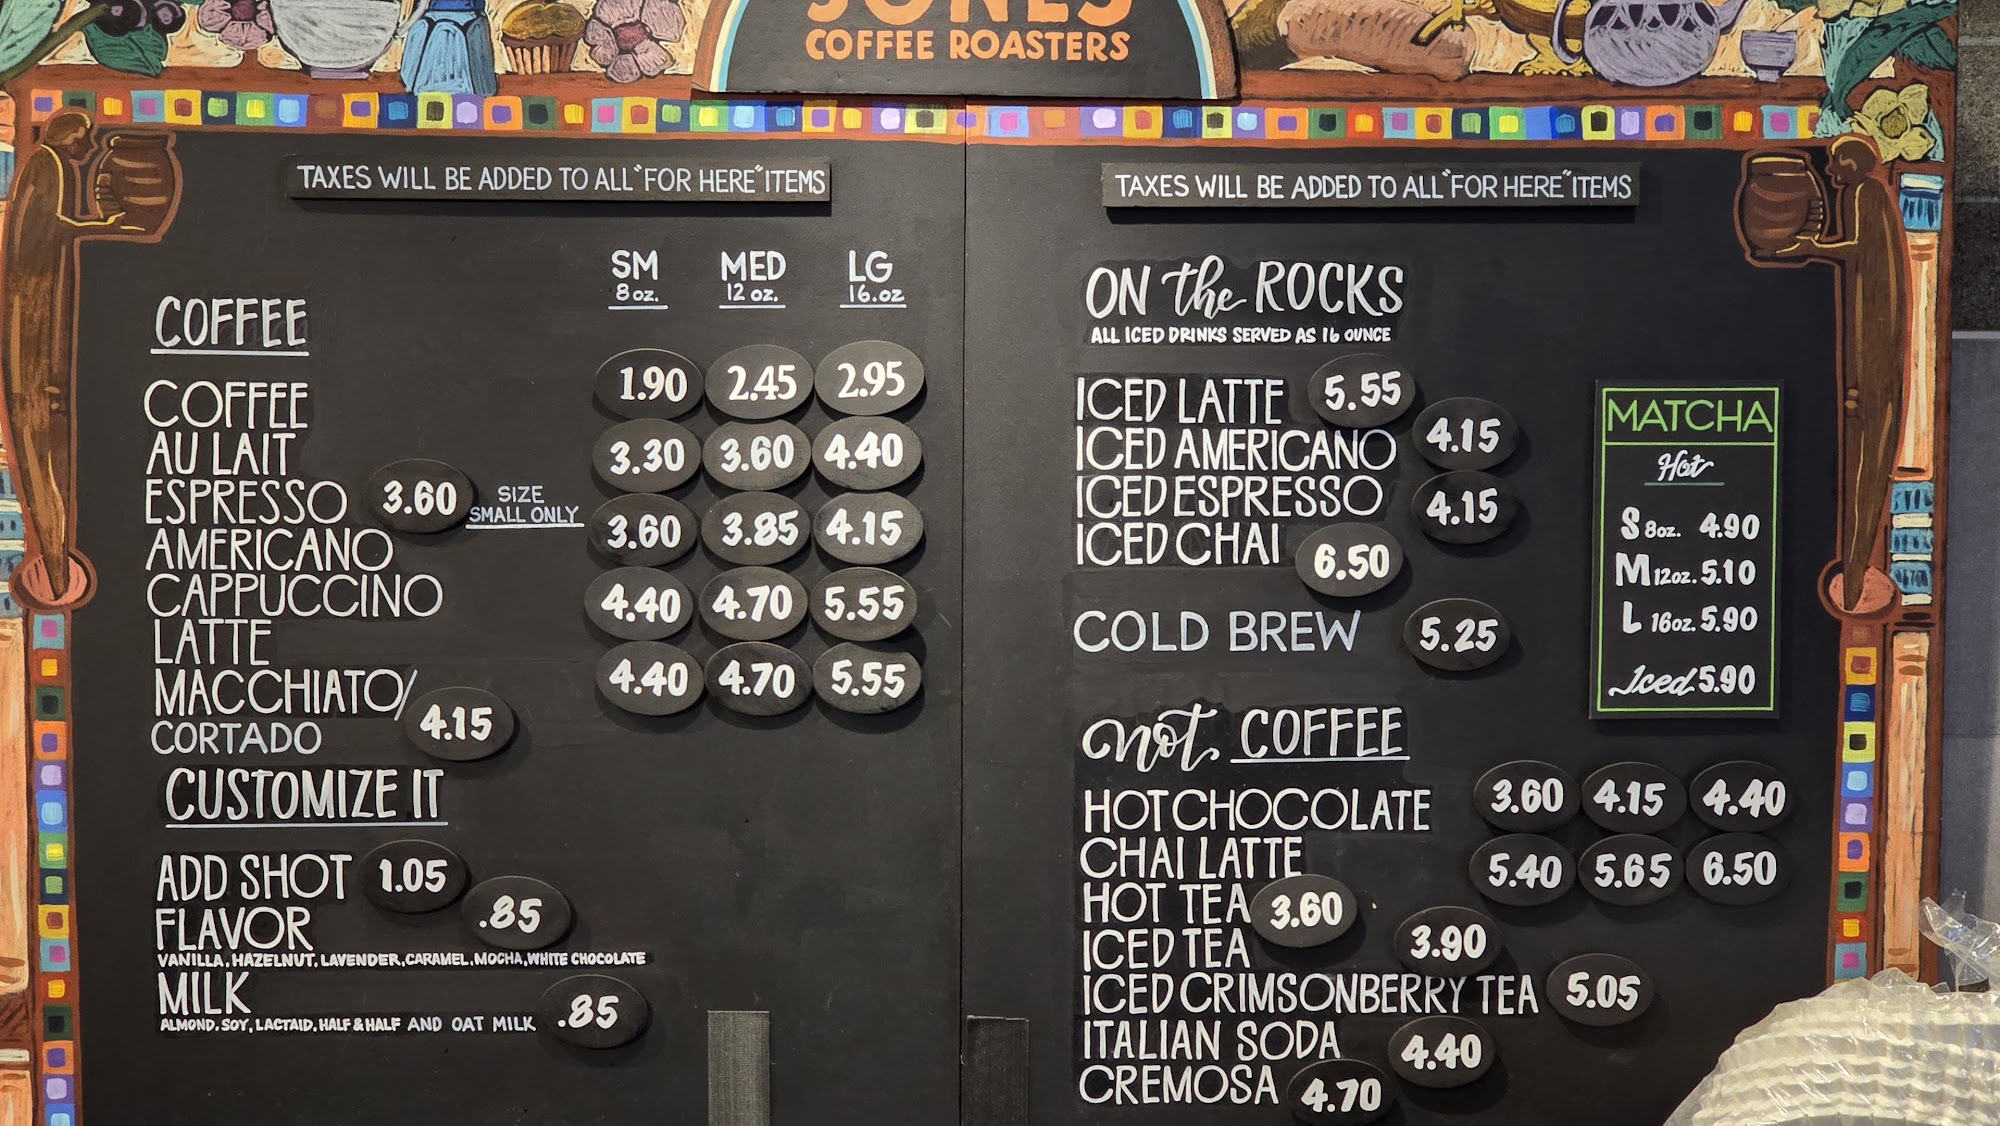 JONES
COFFEE ROASTERS
TAXES WILL BE ADDED TO ALL "FOR HERE" ITEMS
SM MED LG
8 oz. 12 oz. 16.oz
COFFEE
COFFEE 1.90 2.45 2.95
AU LAIT 3.30 3.60 4.40
ESPRESSO 3.60 SIZE SMALL ONLY
AMERICANO 3.60 3.85 4.15
CAPPUCCINO 4.40 4.70 5.55
LATTE 4.40 4.70 5.55
MACCHIATO/
CORTADO 4.15
CUSTOMIZE IT
ADD SHOT 1.05
FLAVOR .85
VANILLA, HAZELNUT, LAVENDER, CARAMEL, MOCHA, WHITE CHOCOLATE
MILK .85
ALMOND, SOY, LACTAID, HALF & HALF AND OAT MILK
TAXES WILL BE ADDED TO ALL "FOR HERE" ITEMS
ON the ROCKS
ALL ICED DRINKS SERVED AS 16 OUNCE
ICED LATTE 5.55
ICED AMERICANO 4.15
ICED ESPRESSO 4.15
ICED CHAI 6.50
COLD BREW 5.25
MATCHA
Hot
S 8oz. 4.90
M 12oz. 5.10
L 16oz. 5.90
Iced 5.90
not COFFEE
HOT CHOCOLATE 3.60 4.15 4.40
CHAI LATTE 5.40 5.65 6.50
HOT TEA 3.60
ICED TEA 3.90
ICED CRIMSONBERRY TEA 5.05
ITALIAN SODA 4.40
CREMOSA 4.70